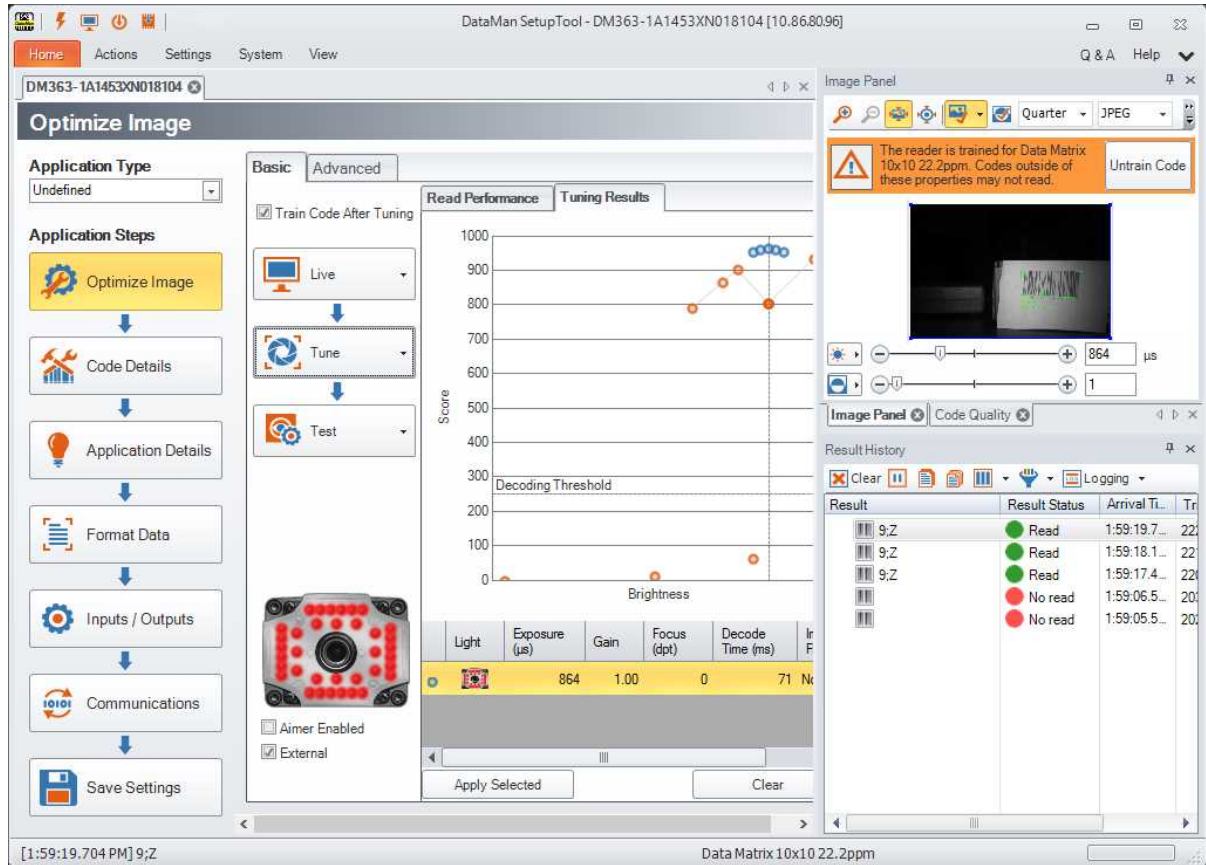 DataMan SetupTool - DM363-1A1453XN018104 [10.86.80.96]
Home Actions Settings System View Q & A Help
DM363-1A1453XN018104
Optimize Image
Application Type
Undefined
Application Steps
Optimize Image
Code Details
Application Details
Format Data
Inputs / Outputs
Communications
Save Settings
Basic Advanced
Train Code After Tuning
Live
Tune
Test
Aimer Enabled
External
Read Performance Tuning Results
1000
900
800
700
600
500
400
300
200
100
0
Score
Decoding Threshold
Brightness
Light Exposure (µs) Gain Focus (dpt) Decode Time (ms)
864 1.00 0 71
Apply Selected Clear
Image Panel
Quarter JPEG
The reader is trained for Data Matrix
10x10 22.2ppm. Codes outside of
these properties may not read.
Untrain Code
864 µs
1
Image Panel Code Quality
Result History
Clear Logging
Result Result Status Arrival Ti... Tri
9;Z Read 1:59:19.7...
9;Z Read 1:59:18.1...
9;Z Read 1:59:17.4...
No read 1:59:06.5...
No read 1:59:05.5...
[1:59:19.704 PM] 9;Z Data Matrix 10x10 22.2ppm